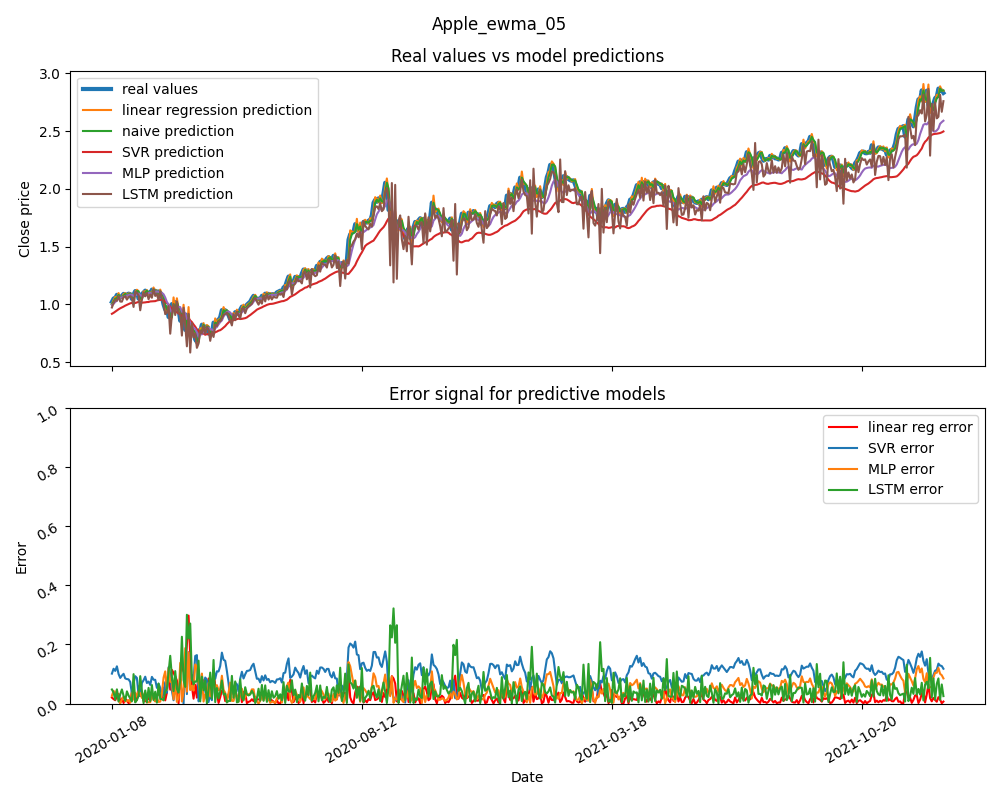 Apple_ewma_05
Real values vs model predictions
3.0
2.5
2.0
1.5
1.0
0.5
Close price
real values
linear regression prediction
naive prediction
SVR prediction
MLP prediction
LSTM prediction
Error signal for predictive models
1.0
0.8
0.6
0.4
0.2
0.0
Error
linear reg error
SVR error
MLP error
LSTM error
2020-01-08
2020-08-12
2021-03-18
2021-10-20
Date